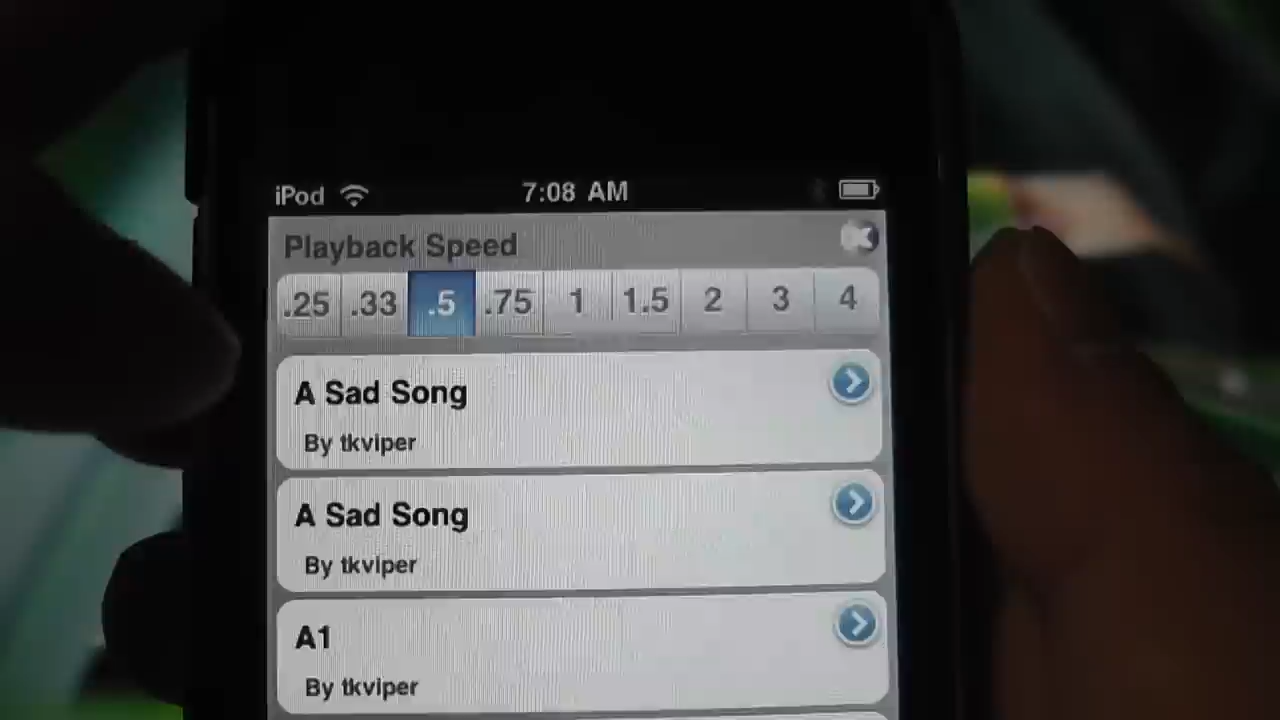 iPod 7:08 AM
Playback Speed
.25 .33 .5 .75 1 1.5 2 3 4
A Sad Song
By tkviper
A Sad Song
By tkviper
A1
By tkviper